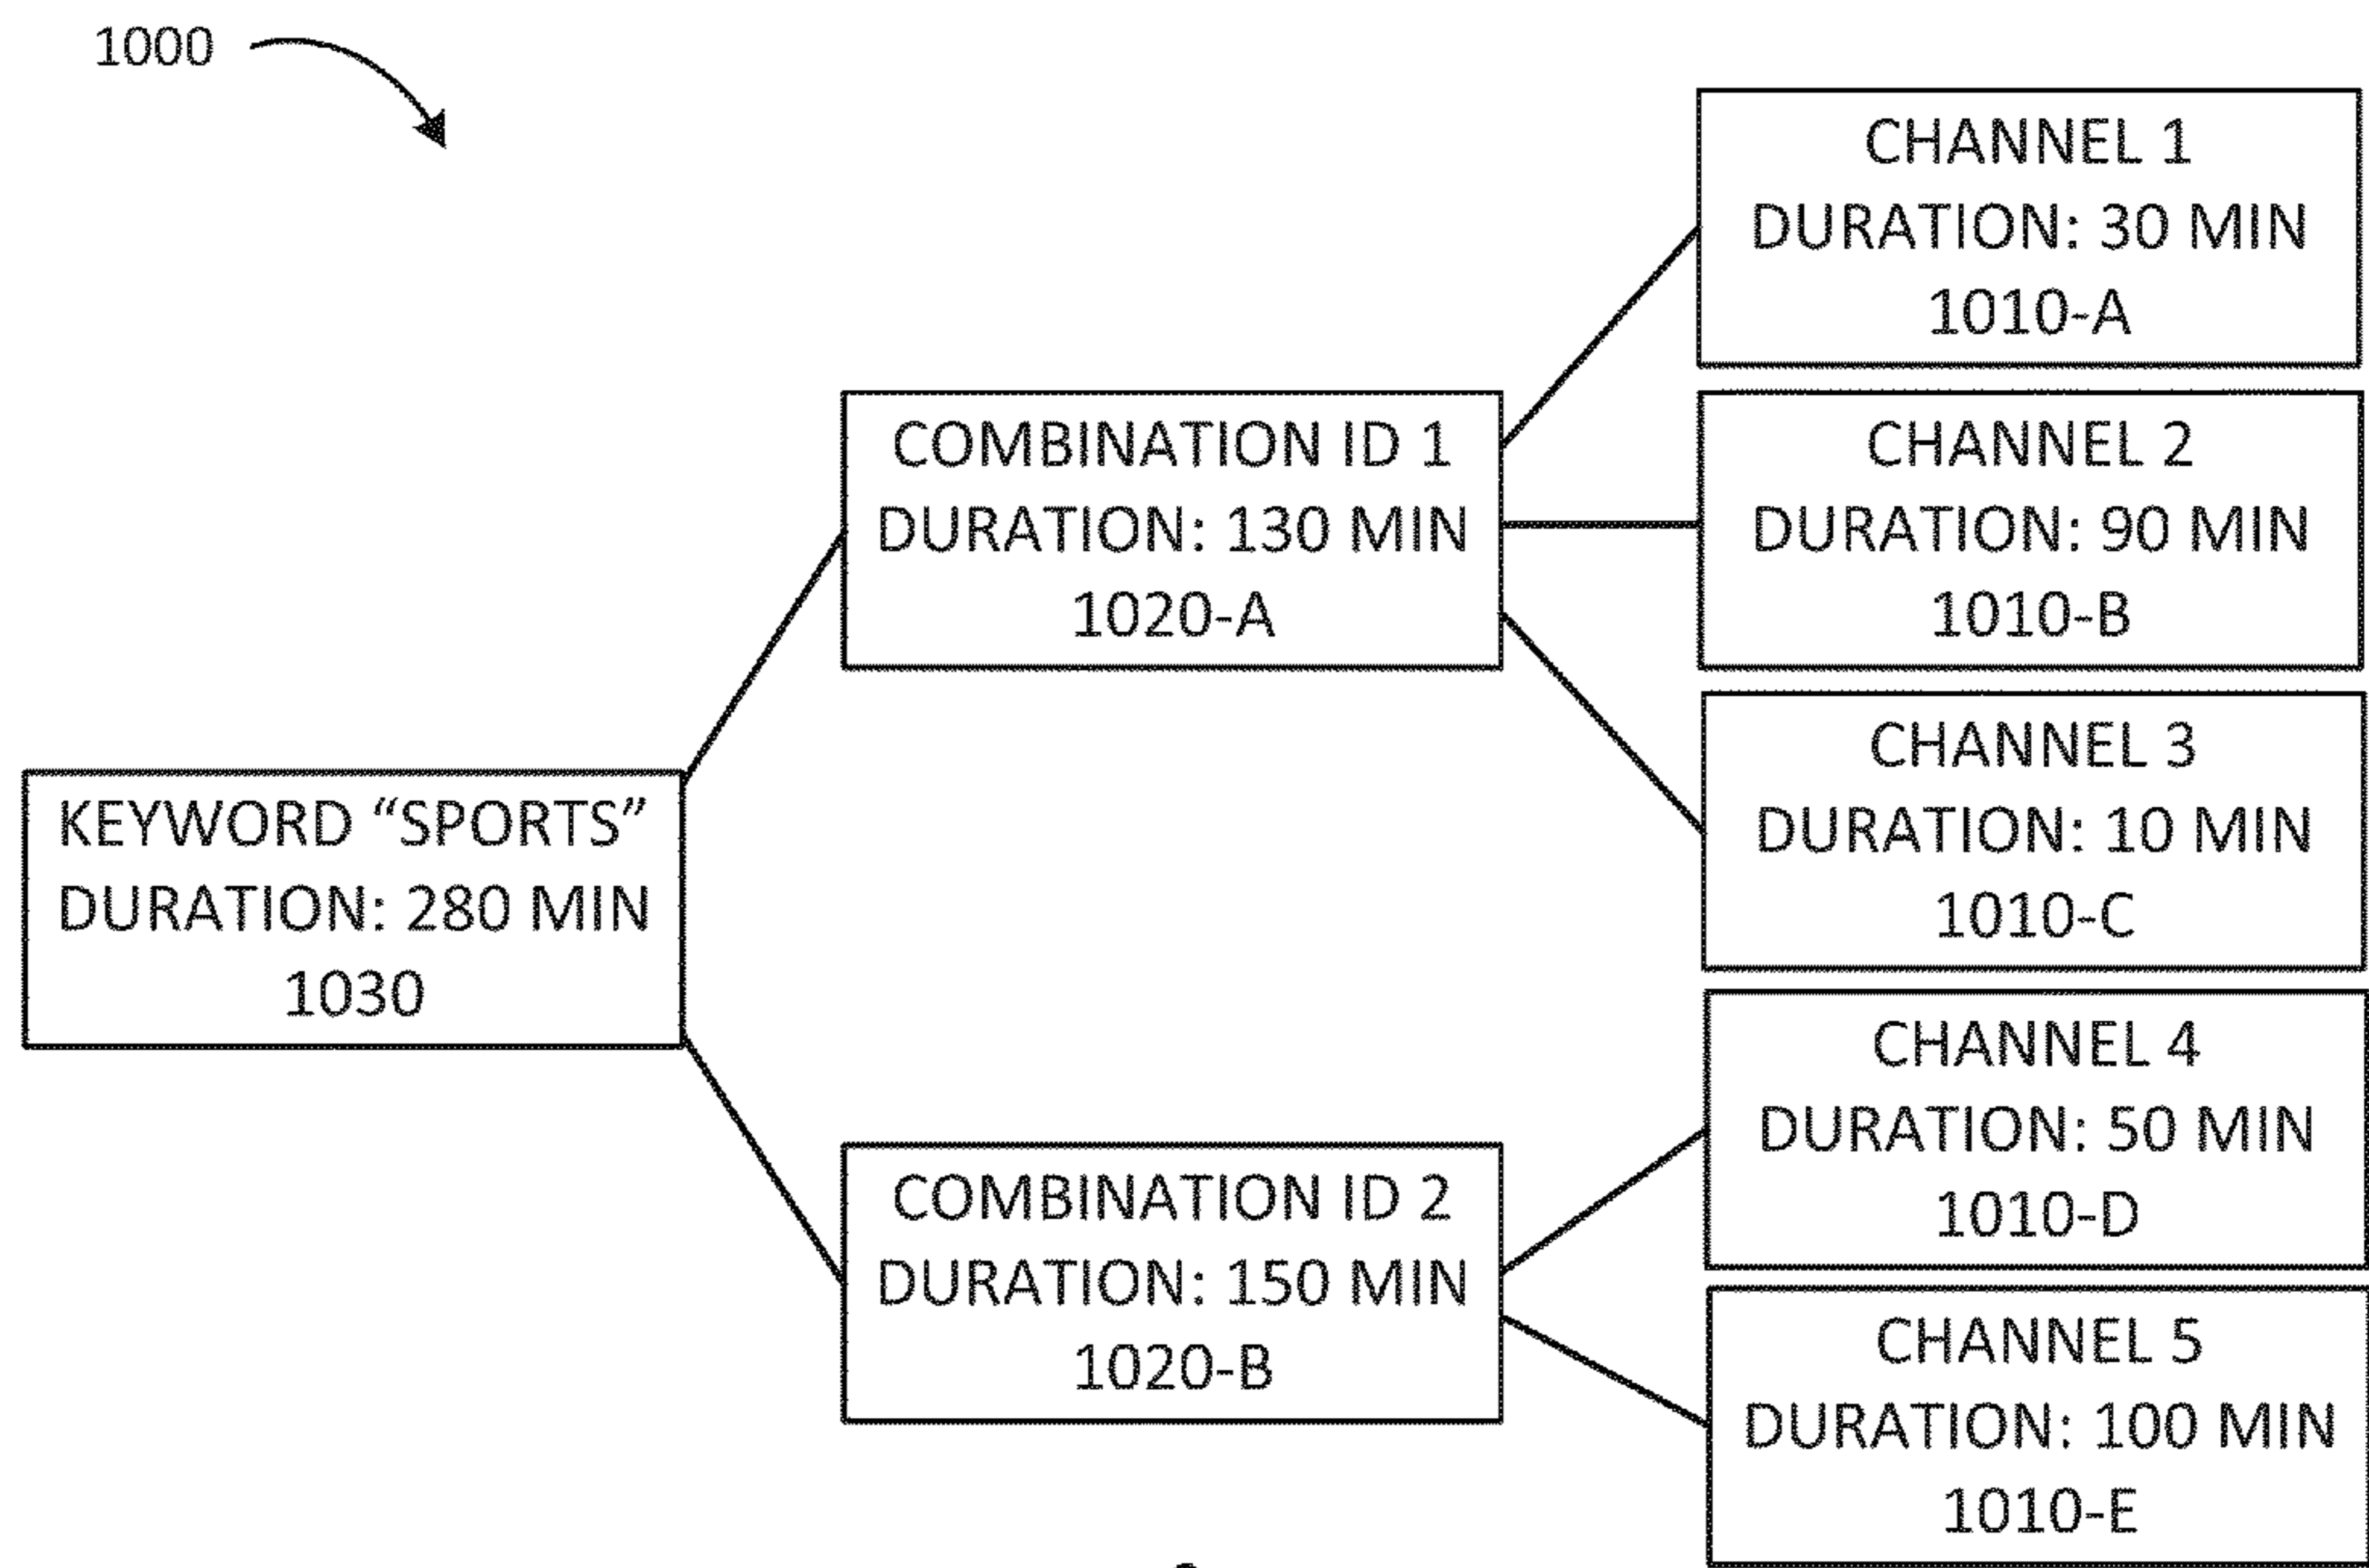 1000
CHANNEL 1
DURATION: 30 MIN
1010-A
COMBINATION ID 1
DURATION: 130 MIN
1020-A
CHANNEL 2
DURATION: 90 MIN
1010-B
CHANNEL 3
DURATION: 10 MIN
1010-C
KEYWORD “SPORTS”
DURATION: 280 MIN
1030
CHANNEL 4
DURATION: 50 MIN
1010-D
COMBINATION ID 2
DURATION: 150 MIN
1020-B
CHANNEL 5
DURATION: 100 MIN
1010-E